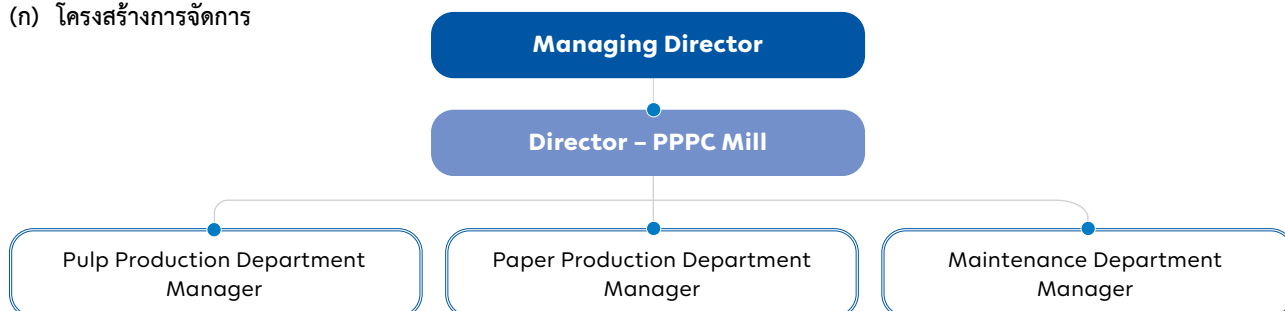 (ก) โครงสร้างการจัดการ
Managing Director
Director – PPPC Mill
Pulp Production Department
Manager
Paper Production Department
Manager
Maintenance Department
Manager